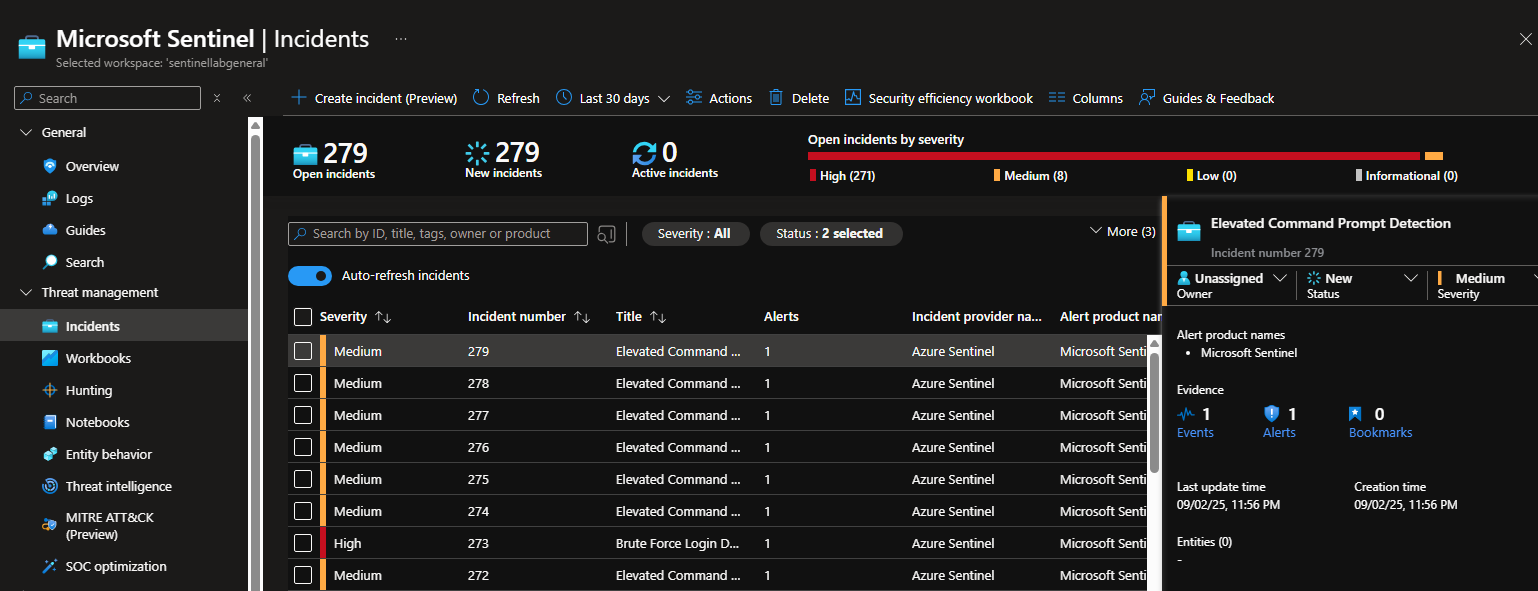 Microsoft Sentinel | Incidents ...
Selected workspace: 'sentinellabgeneral'
Search
General
Overview
Logs
Guides
Search
Threat management
Incidents
Workbooks
Hunting
Notebooks
Entity behavior
Threat intelligence
MITRE ATT&CK
(Preview)
SOC optimization
Create incident (Preview) Refresh Last 30 days Actions Delete Security efficiency workbook Columns Guides & Feedback
279
Open incidents
279
New incidents
0
Active incidents
Open incidents by severity
High (271) Medium (8) Low (0) Informational (0)
Search by ID, title, tags, owner or product Severity : All Status : 2 selected More (3)
Auto-refresh incidents
Severity Incident number Title Alerts Incident provider na... Alert product nar
Medium 279 Elevated Command ... 1 Azure Sentinel Microsoft Senti
Medium 278 Elevated Command ... 1 Azure Sentinel Microsoft Senti
Medium 277 Elevated Command ... 1 Azure Sentinel Microsoft Senti
Medium 276 Elevated Command ... 1 Azure Sentinel Microsoft Senti
Medium 275 Elevated Command ... 1 Azure Sentinel Microsoft Senti
Medium 274 Elevated Command ... 1 Azure Sentinel Microsoft Senti
High 273 Brute Force Login D... 1 Azure Sentinel Microsoft Senti
Medium 272 Elevated Command ... 1 Azure Sentinel Microsoft Senti
Elevated Command Prompt Detection
Incident number 279
Unassigned New Medium
Owner Status Severity
Alert product names
• Microsoft Sentinel
Evidence
1 1 0
Events Alerts Bookmarks
Last update time Creation time
09/02/25, 11:56 PM 09/02/25, 11:56 PM
Entities (0)
-